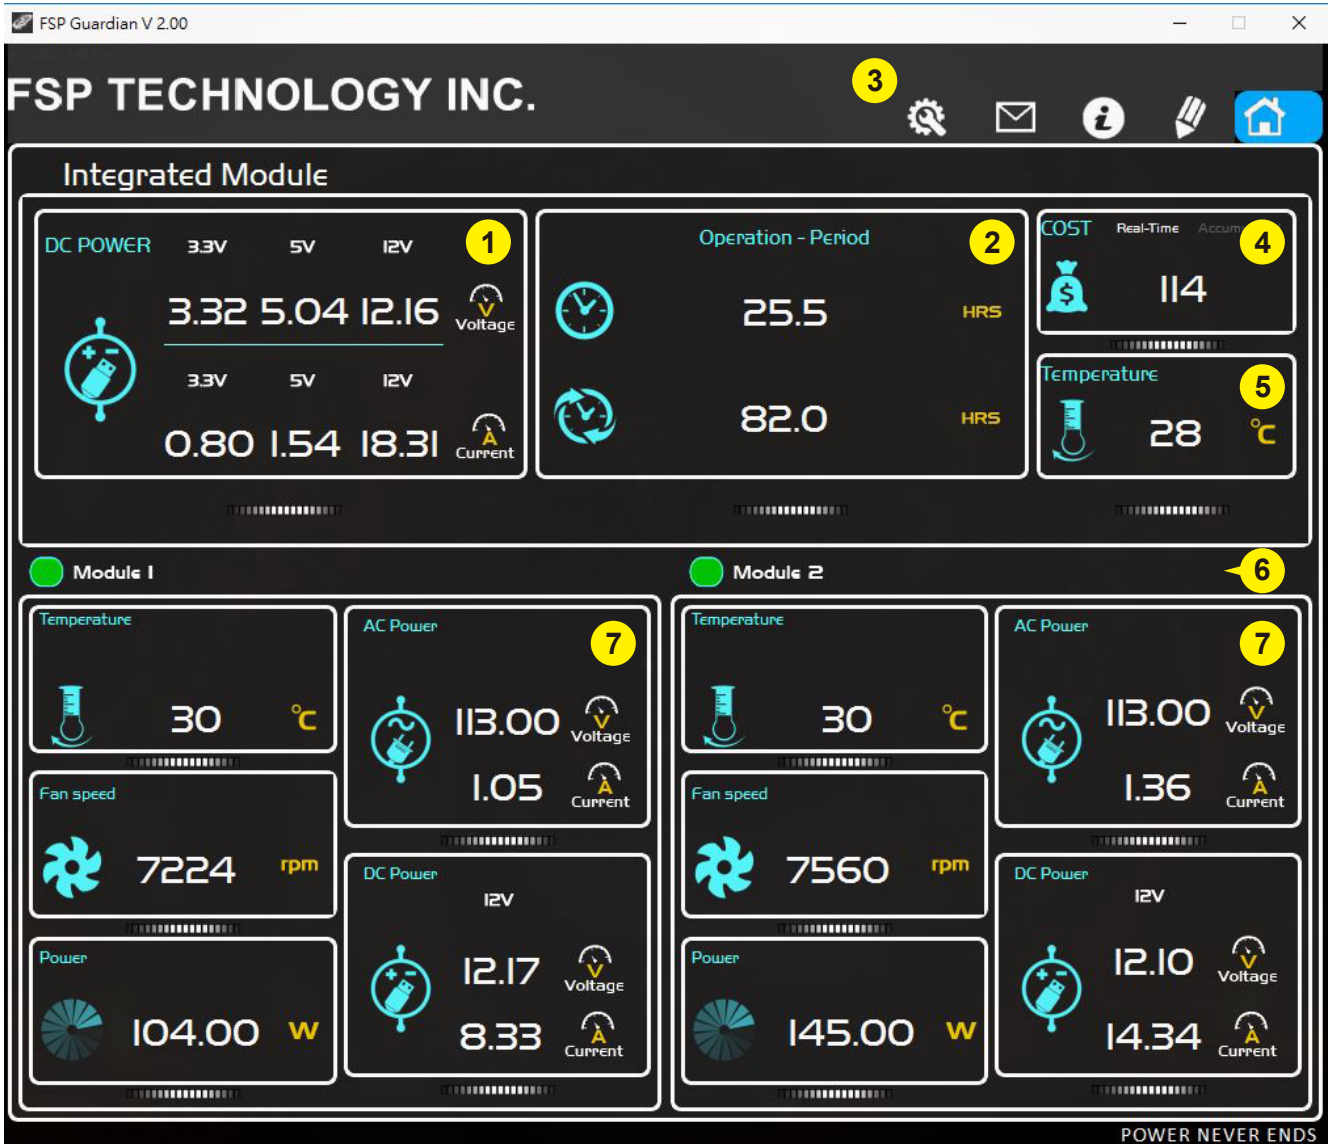 FSP Guardian V 2.00
FSP TECHNOLOGY INC.
3
Integrated Module
DC POWER 3.3V 5V 12V 1
3.32 5.04 12.16 V Voltage
3.3V 5V 12V
0.80 1.54 18.31 A Current
Operation - Period 2
25.5 HRS
82.0 HRS
COST Real-Time Accum 4
$ 114
Temperature 5
28 °C
Module 1
Module 2 6
Temperature
30 °C
Fan speed
7224 rpm
Power
104.00 W
AC Power 7
113.00 V Voltage
1.05 A Current
DC Power
12V
12.17 V Voltage
8.33 A Current
Temperature
30 °C
Fan speed
7560 rpm
Power
145.00 W
AC Power 7
113.00 V Voltage
1.36 A Current
DC Power
12V
12.10 V Voltage
14.34 A Current
POWER NEVER ENDS